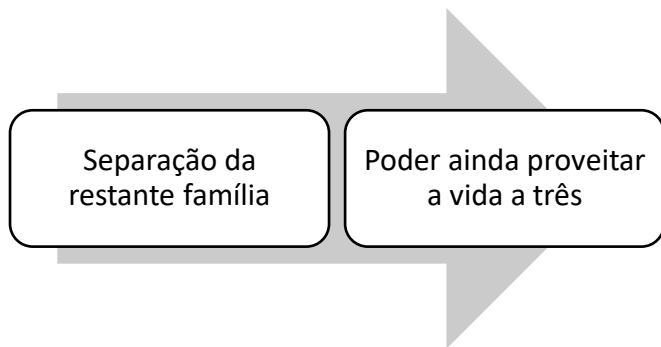 Separação da
restante família
Poder ainda proveitar
a vida a três